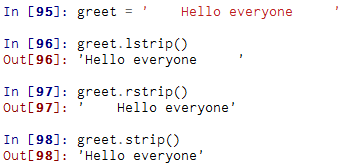 In [95]: greet = '    Hello everyone     '
In [96]: greet.lstrip()
Out[96]: 'Hello everyone     '
In [97]: greet.rstrip()
Out[97]: '    Hello everyone'
In [98]: greet.strip()
Out[98]: 'Hello everyone'